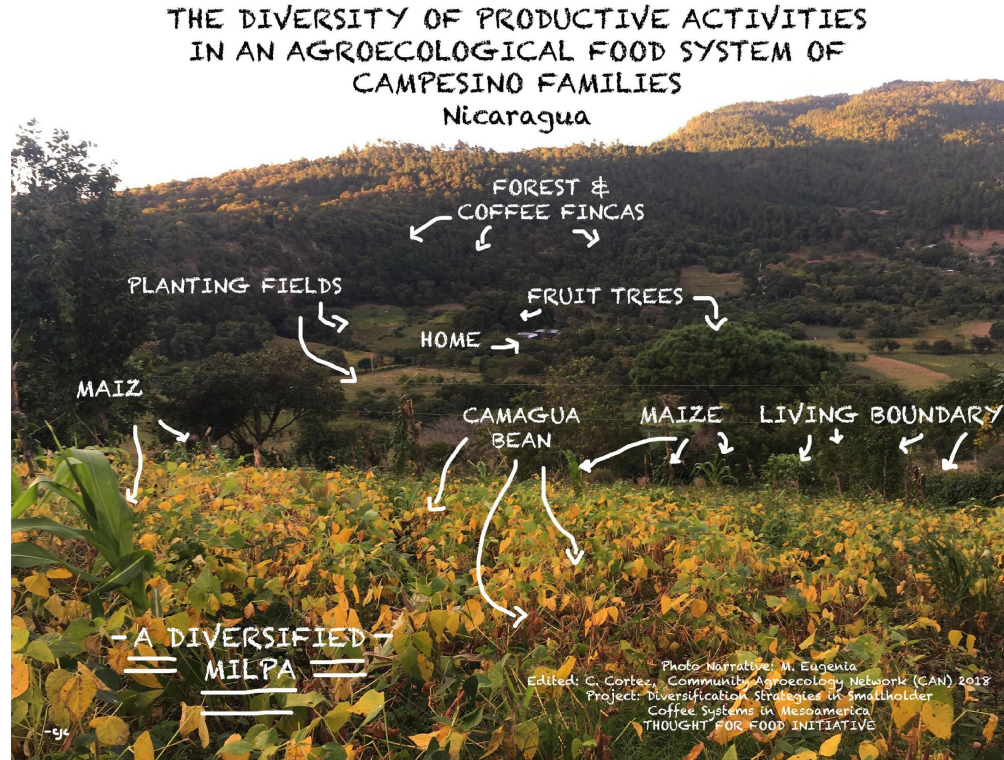 THE DIVERSITY OF PRODUCTIVE ACTIVITIES
IN AN AGROECOLOGICAL FOOD SYSTEM OF
CAMPESINO FAMILIES
Nicaragua
FOREST &
COFFEE FINCAS
PLANTING FIELDS
FRUIT TREES
HOME
MAIZ
CAMAGUA
BEAN
MAIZE
LIVING BOUNDARY
- A DIVERSIFIED -
MILPA
Photo Narrative: M. Eugenia
Edited: C. Cortez, Community Agroecology Network (CAN) 2018
Project: Diversification Strategies in Smallholder
Coffee Systems in Mesoamerica
THOUGHT FOR FOOD INITIATIVE
-cjc